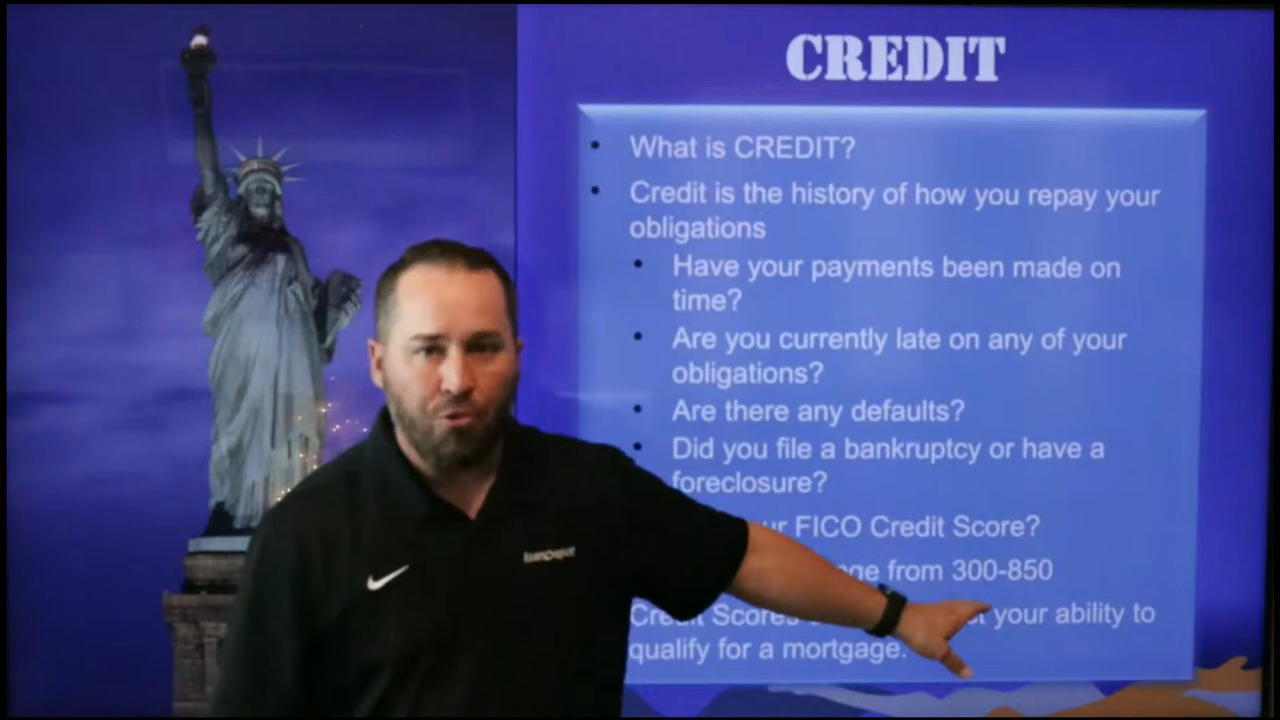 CREDIT
What is CREDIT?
Credit is the history of how you repay your
obligations
Have your payments been made on
time?
Are you currently late on any of your
obligations?
Are there any defaults?
Did you file a bankruptcy or have a
foreclosure?
FICO Credit Score?
from 300-850
Credit Scores your ability to
qualify for a mortgage.